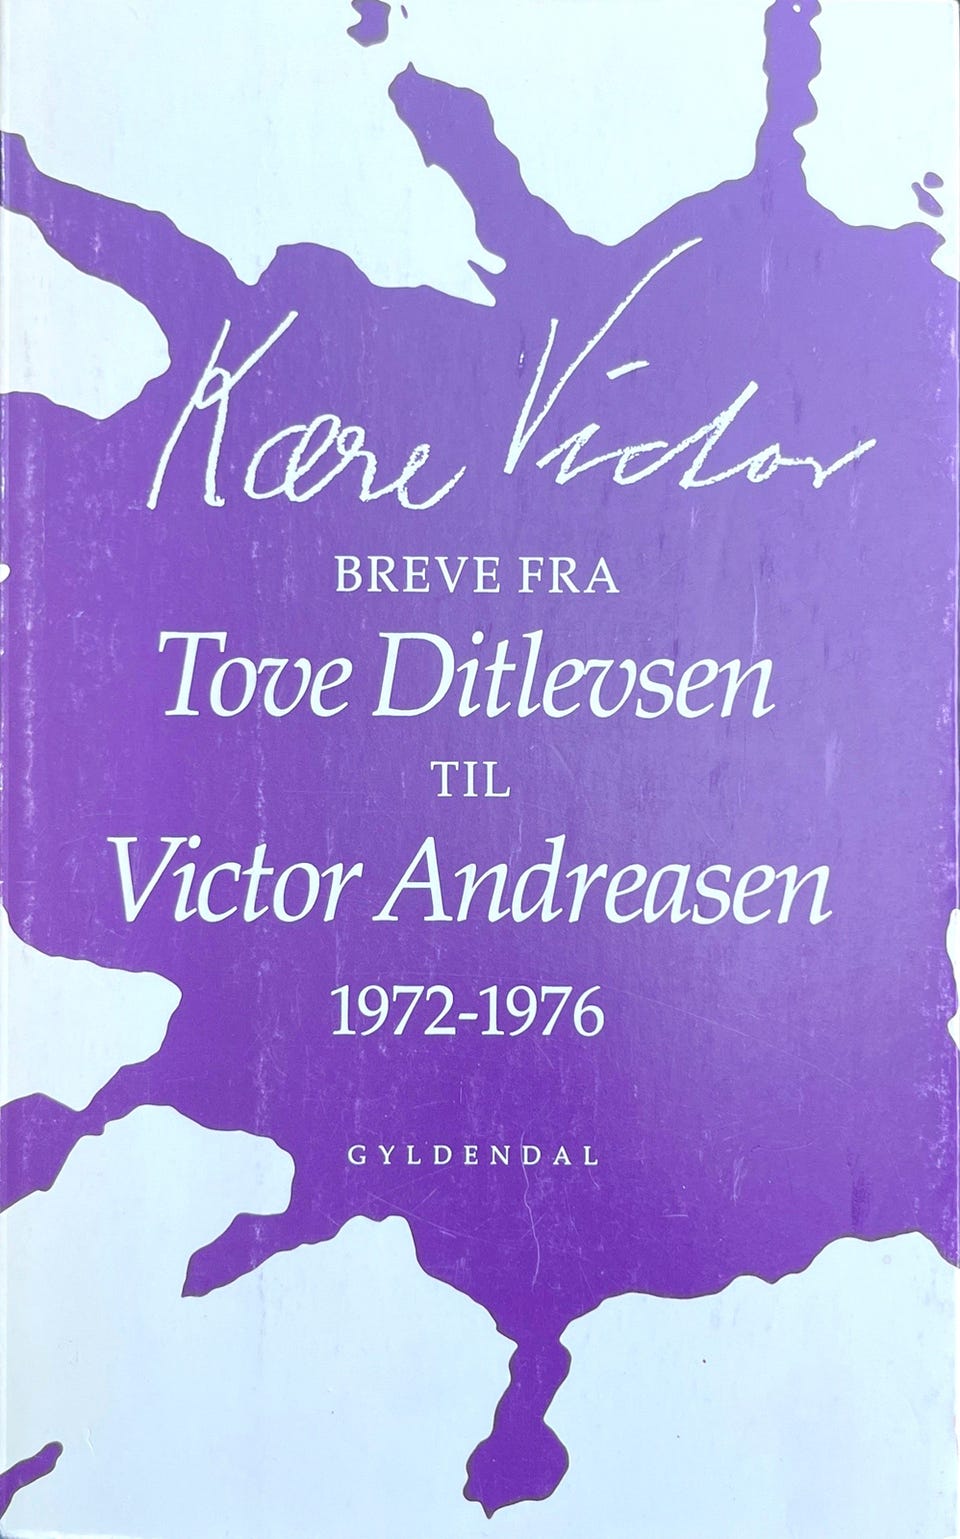 Kære Victor
BREVE FRA
Tove Ditlevsen
TIL
Victor Andreasen
1972-1976
GYLDENDAL